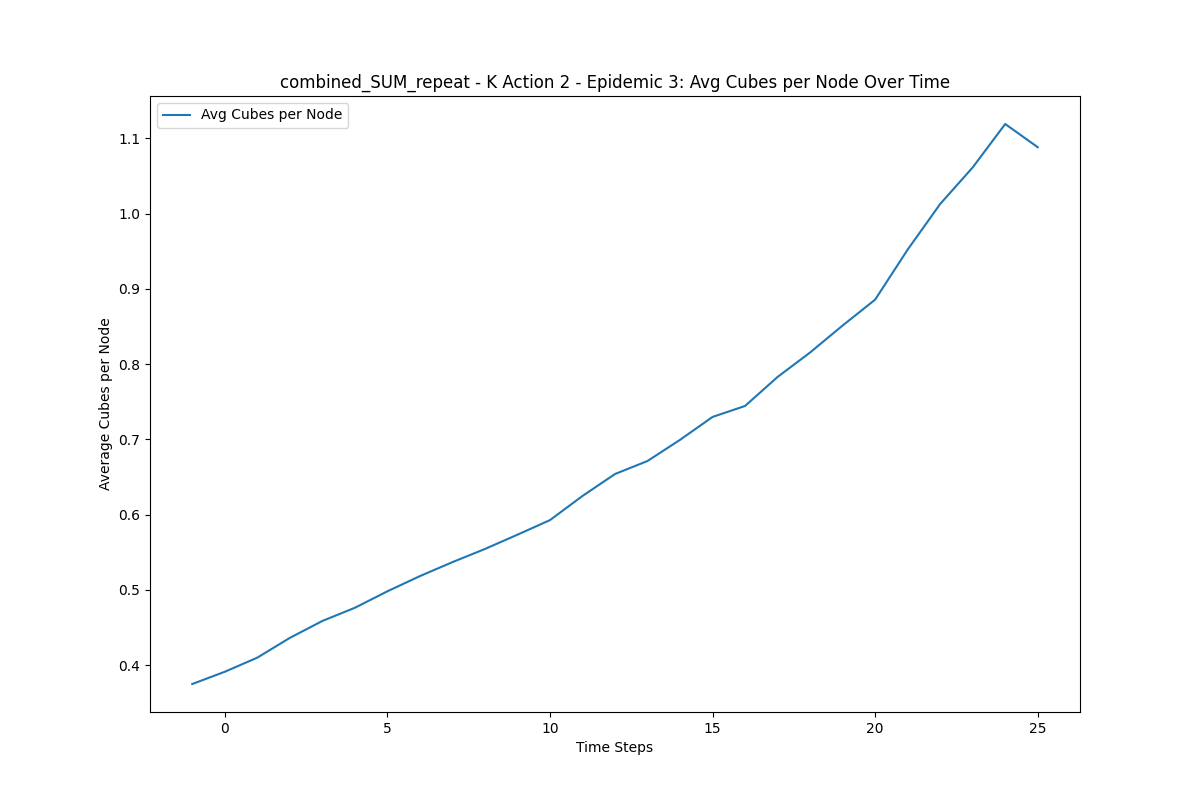 combined_SUM_repeat - K Action 2 - Epidemic 3: Avg Cubes per Node Over Time
Avg Cubes per Node
1.1
1.0
0.9
0.8
0.7
0.6
0.5
0.4
Average Cubes per Node
0 5 10 15 20 25
Time Steps